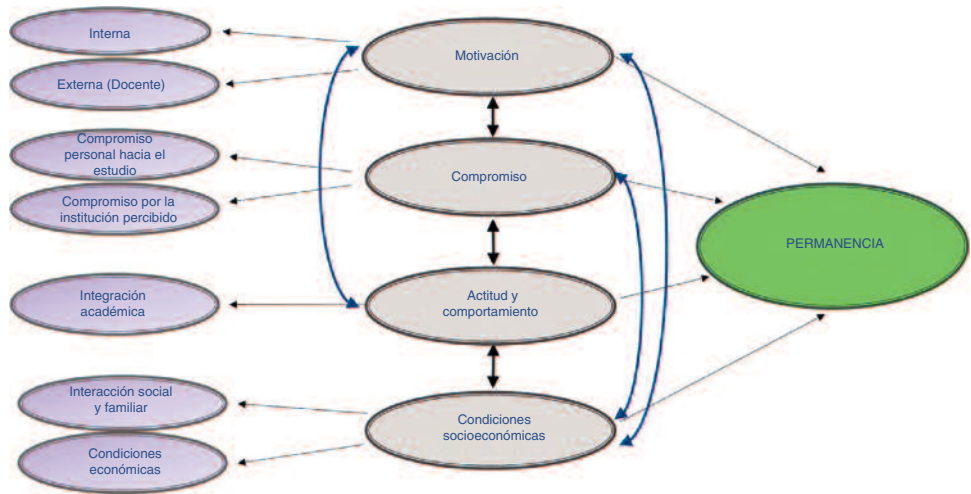 Interna
Externa (Docente)
Compromiso
personal hacia el
estudio
Compromiso por la
institución percibido
Integración
académica
Interacción social
y familiar
Condiciones
económicas
Motivación
Compromiso
Actitud y
comportamiento
Condiciones
socioeconómicas
PERMANENCIA